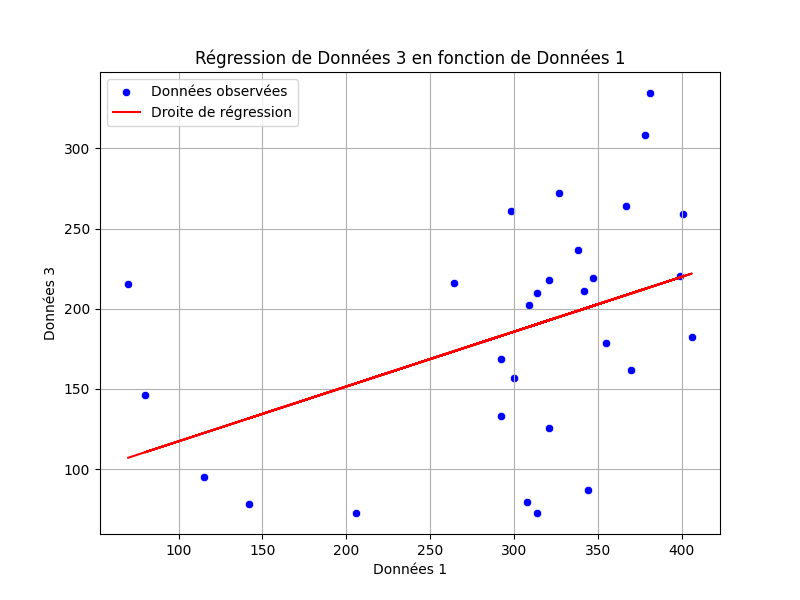 Régression de Données 3 en fonction de Données 1
Données observées
Droite de régression
300
250
200
150
100
Données 3
100
150
200
250
300
350
400
Données 1